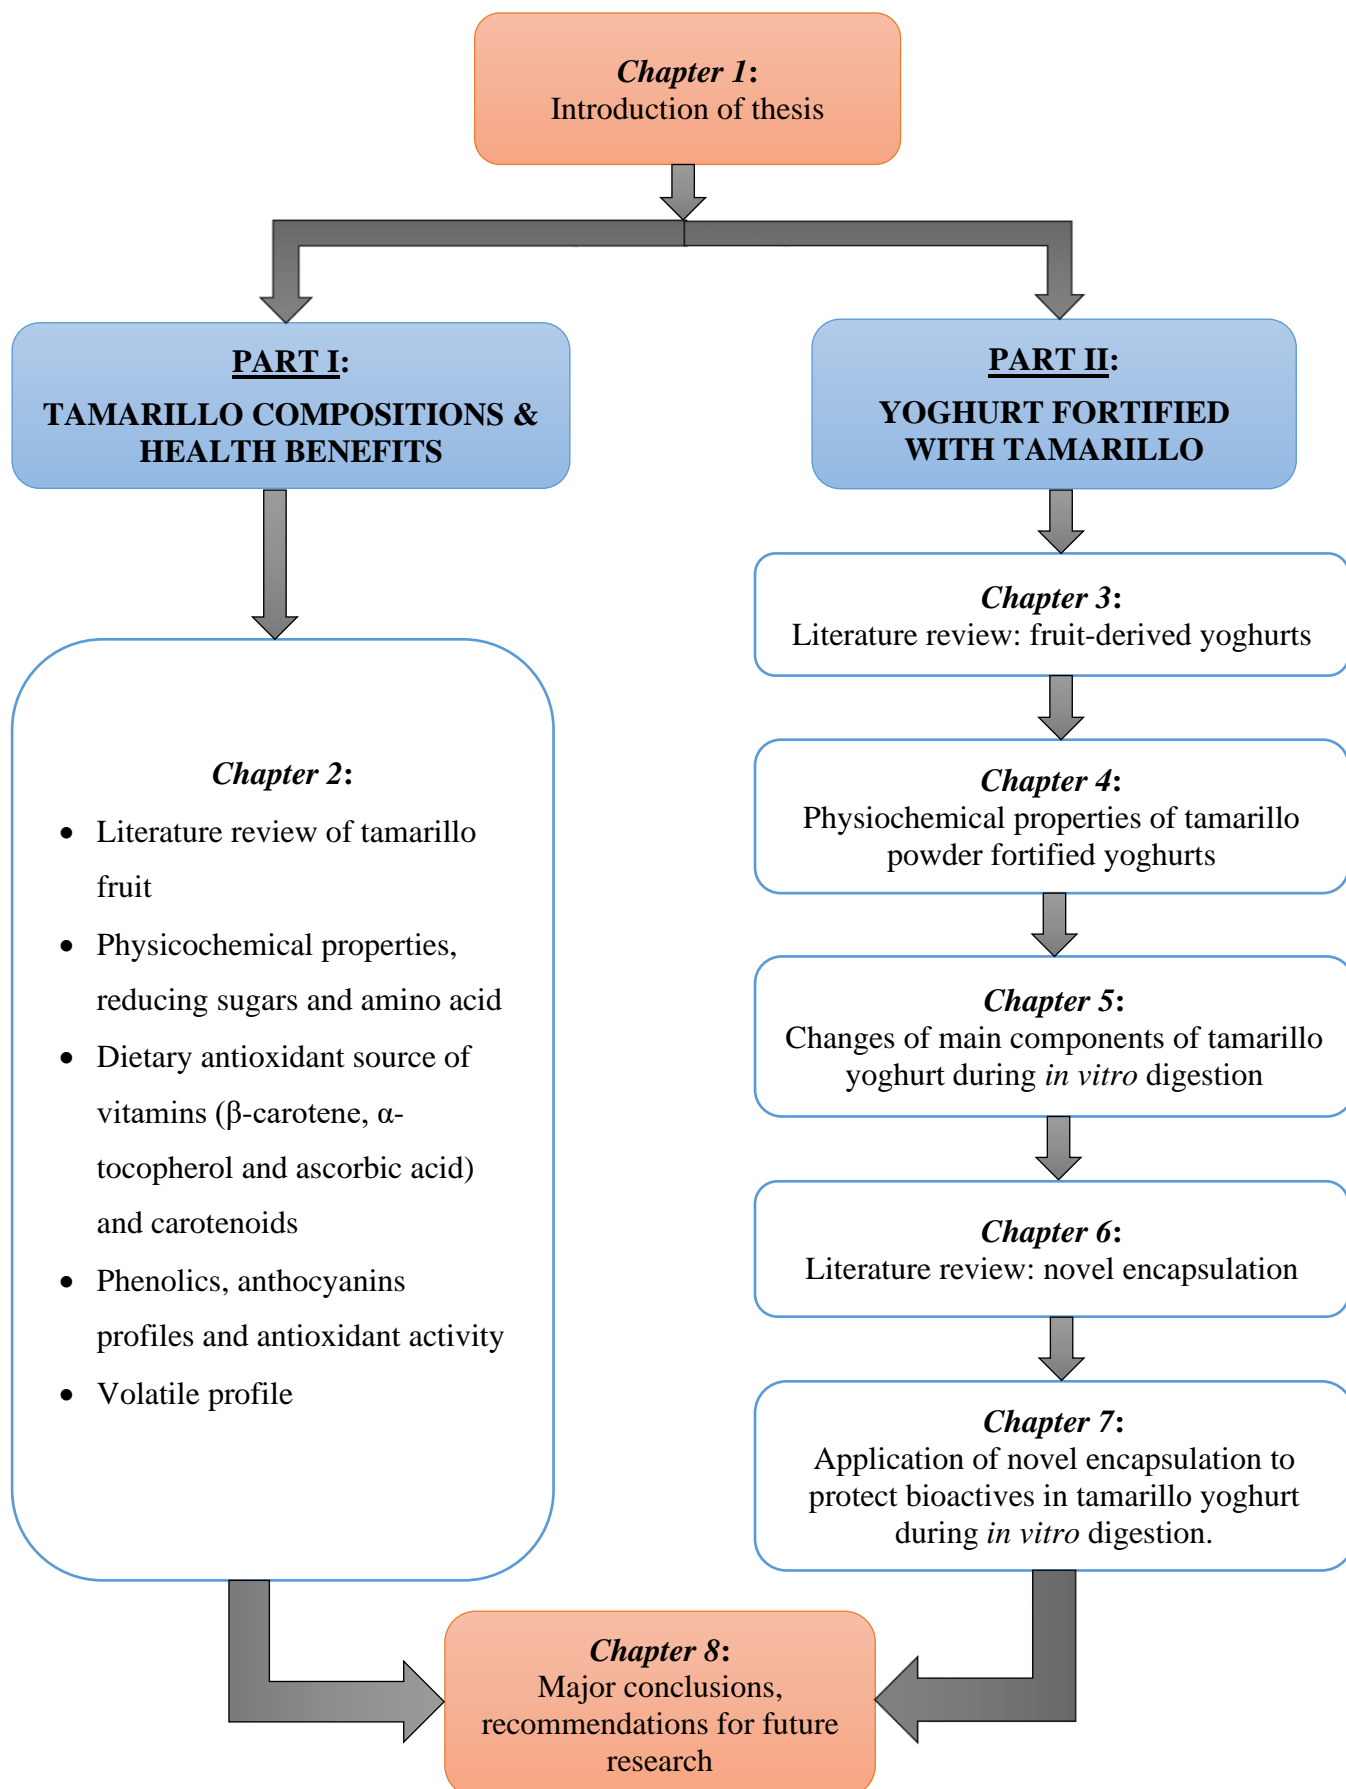 Chapter 1:
Introduction of thesis
PART I:
TAMARILLO COMPOSITIONS &
HEALTH BENEFITS
PART II:
YOGHURT FORTIFIED
WITH TAMARILLO
Chapter 2:
• Literature review of tamarillo
fruit
• Physicochemical properties,
reducing sugars and amino acid
• Dietary antioxidant source of
vitamins (β-carotene, α-
tocopherol and ascorbic acid)
and carotenoids
• Phenolics, anthocyanins
profiles and antioxidant activity
• Volatile profile
Chapter 3:
Literature review: fruit-derived yoghurts
Chapter 4:
Physiochemical properties of tamarillo
powder fortified yoghurts
Chapter 5:
Changes of main components of tamarillo
yoghurt during in vitro digestion
Chapter 6:
Literature review: novel encapsulation
Chapter 7:
Application of novel encapsulation to
protect bioactives in tamarillo yoghurt
during in vitro digestion.
Chapter 8:
Major conclusions,
recommendations for future
research